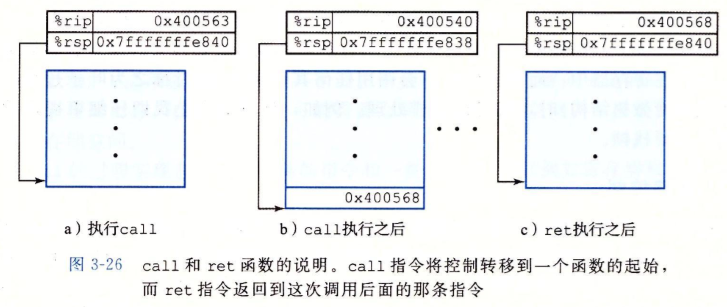 %rip 0x400563
%rsp 0x7fffffffe840
%rip 0x400540
%rsp 0x7fffffffe838
%rip 0x400568
%rsp 0x7fffffffe840
0x400568
a）执行call
b）call执行之后
c）ret执行之后
图 3-26 call 和 ret 函数的说明。call 指令将控制转移到一个函数的起始，
而 ret 指令返回到这次调用后面的那条指令